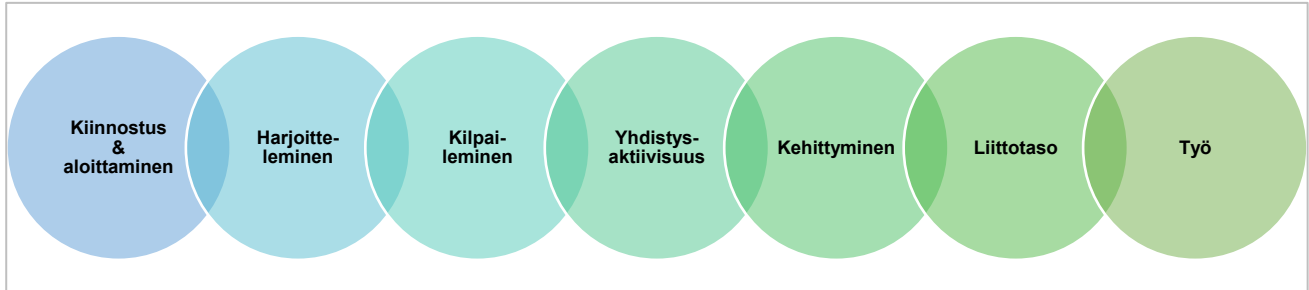 Kiinnostus
&
aloittaminen
Harjoitte-
leminen
Kilpai-
leminen
Yhdistys-
aktiivisuus
Kehittyminen
Liittotaso
Työ